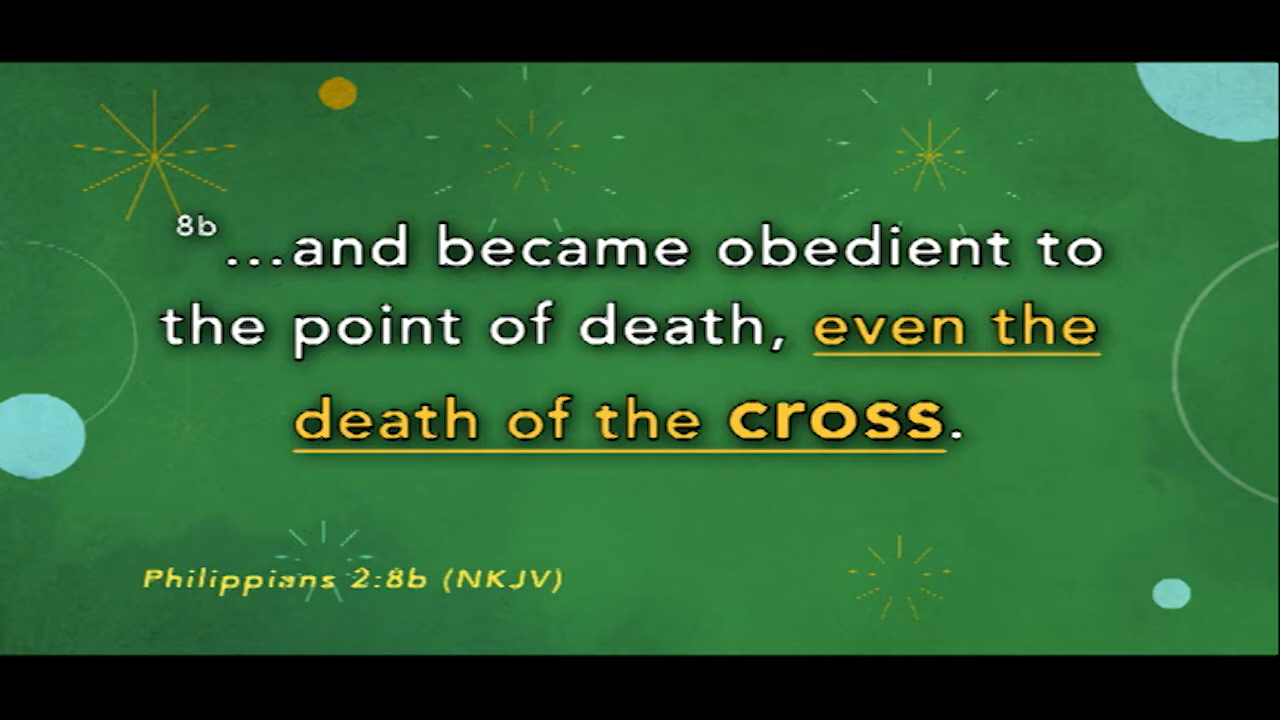 8b ...and became obedient to
the point of death, even the
death of the cross.
Philippians 2:8b (NKJV)